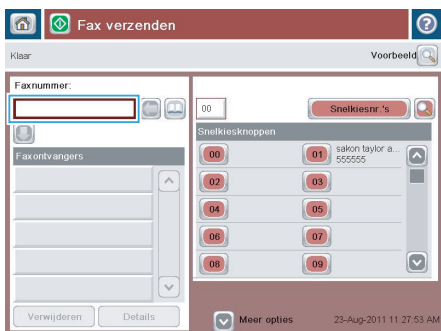 Fax verzenden
Klaar
Voorbeeld
Faxnummer:
00
Snelkiesnr.'s
Faxontvangers
Snelkiesknoppen
00
01 sakon taylor a...
555555
02
03
04
05
06
07
08
09
Verwijderen
Details
Meer opties
23-Aug-2011 11:27:53 AM